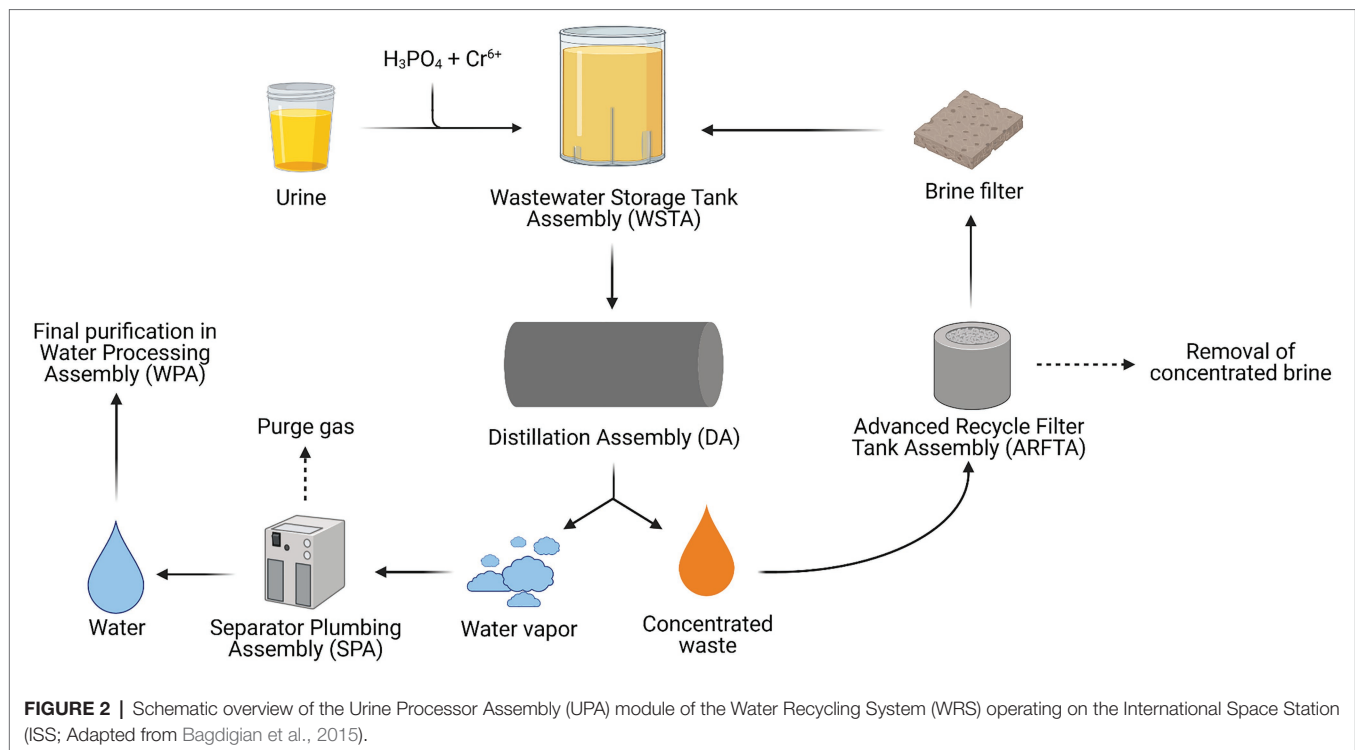 H₃PO₄ + Cr⁶⁺
Urine
Wastewater Storage Tank
Assembly (WSTA)
Brine filter
Final purification in
Water Processing
Assembly (WPA)
Purge gas
Distillation Assembly (DA)
Advanced Recycle Filter
Tank Assembly (ARFTA)
Removal of
concentrated brine
Water
Separator Plumbing
Assembly (SPA)
Water vapor
Concentrated
waste
FIGURE 2 | Schematic overview of the Urine Processor Assembly (UPA) module of the Water Recycling System (WRS) operating on the International Space Station
(ISS; Adapted from Bagdigian et al., 2015).